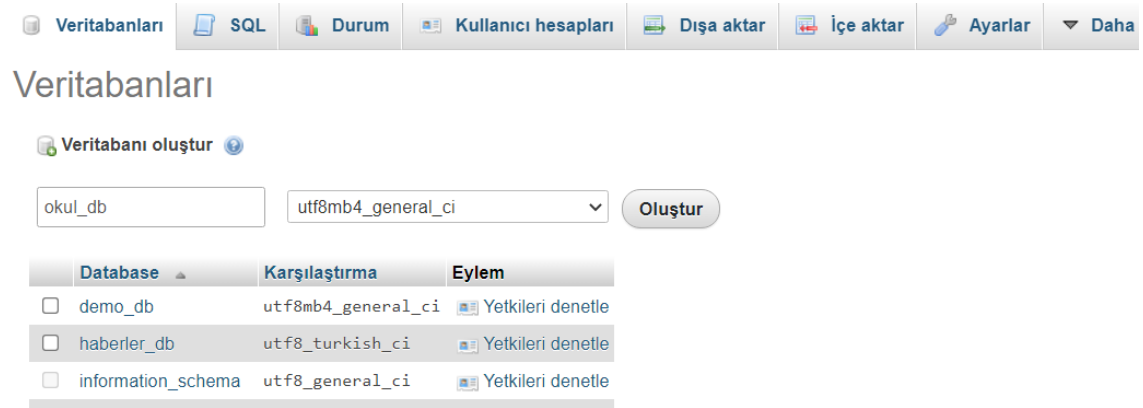 Veritabanları SQL Durum Kullanıcı hesapları Dışa aktar İçe aktar Ayarlar Daha
Veritabanları
Veritabanı oluştur
okul_db utf8mb4_general_ci Oluştur
Database Karşılaştırma Eylem
demo_db utf8mb4_general_ci Yetkileri denetle
haberler_db utf8_turkish_ci Yetkileri denetle
information_schema utf8_general_ci Yetkileri denetle